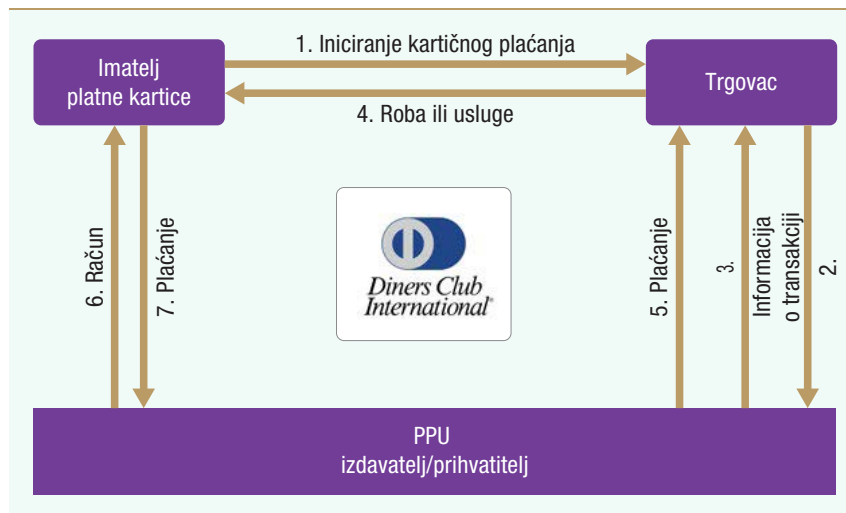 1. Iniciranje kartičnog plaćanja
Imatelj
platne kartice
Trgovac
4. Roba ili usluge
6. Račun
7. Plaćanje
Diners Club
International®
5. Plaćanje
3.
Informacija
o transakciji
2.
PPU
izdavatelj/prihvatitelj